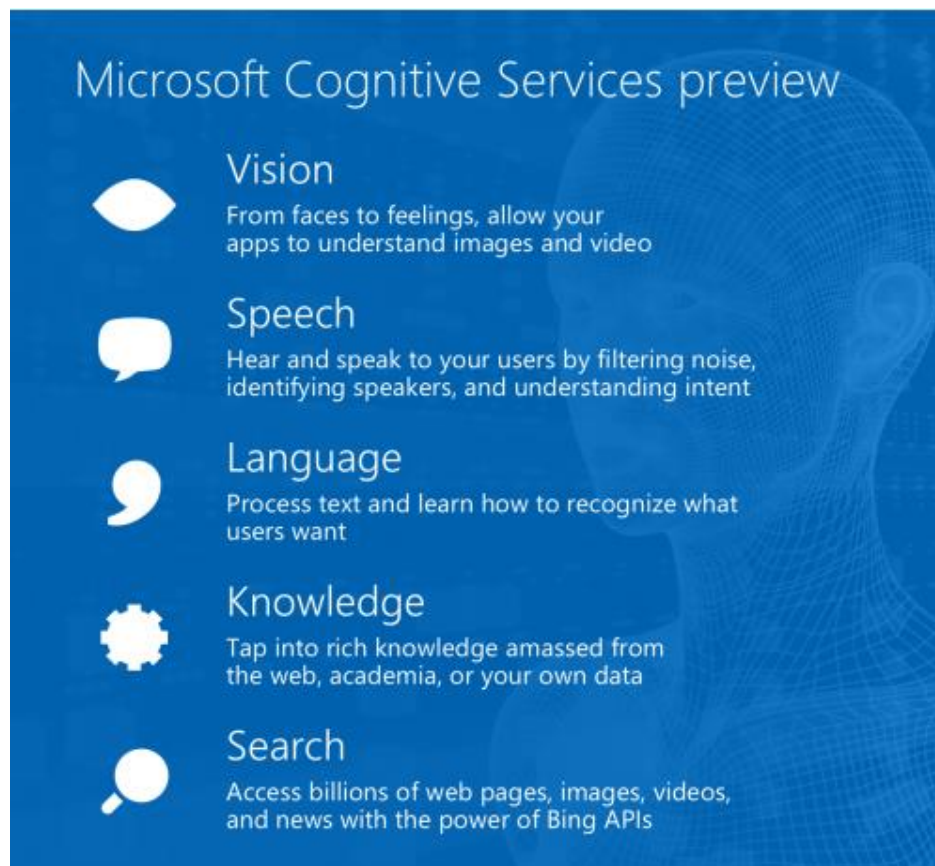 Microsoft Cognitive Services preview
Vision
From faces to feelings, allow your
apps to understand images and video
Speech
Hear and speak to your users by filtering noise,
identifying speakers, and understanding intent
Language
Process text and learn how to recognize what
users want
Knowledge
Tap into rich knowledge amassed from
the web, academia, or your own data
Search
Access billions of web pages, images, videos,
and news with the power of Bing APIs